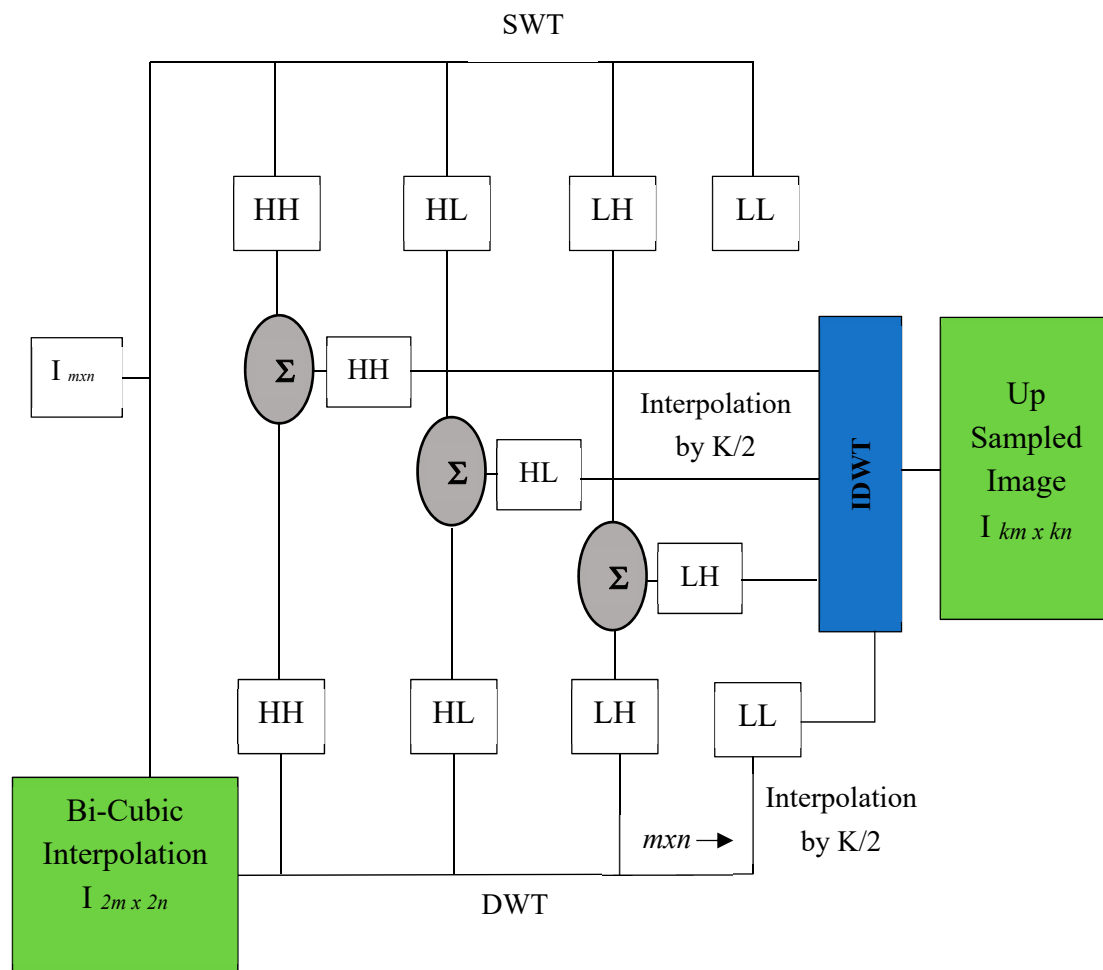 SWT
HH
HL
LH
LL
I mxn
Σ
HH
Interpolation
by K/2
Σ
HL
Σ
LH
IDWT
Up
Sampled
Image
I km x kn
HH
HL
LH
LL
Bi-Cubic
Interpolation
I 2m x 2n
Interpolation
by K/2
mxn
DWT